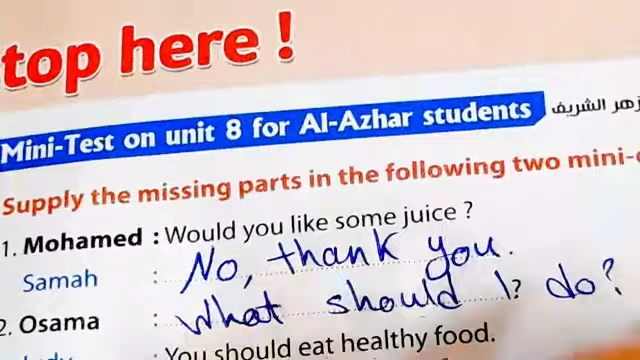 top here !
Mini-Test on unit 8 for Al-Azhar students
زهر الشريف
Supply the missing parts in the following two mini-
1. Mohamed : Would you like some juice ?
Samah : No, thank you.
2. Osama : What should I? do?
: You should eat healthy food.